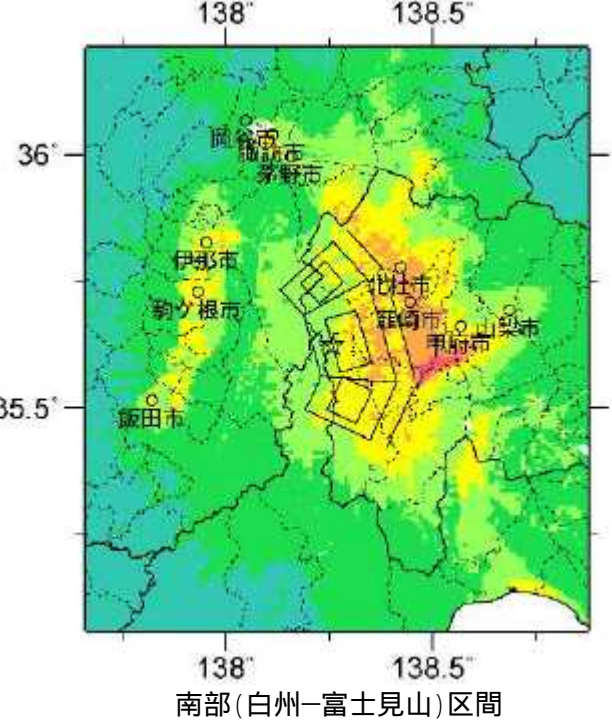 138° 138.5°
36°
岡谷市
諏訪市
茅野市
伊那市
北杜市
駒ケ根市
韮崎市
山梨市
甲府市
35.5°
飯田市
138° 138.5°
南部(白州－富士見山)区間